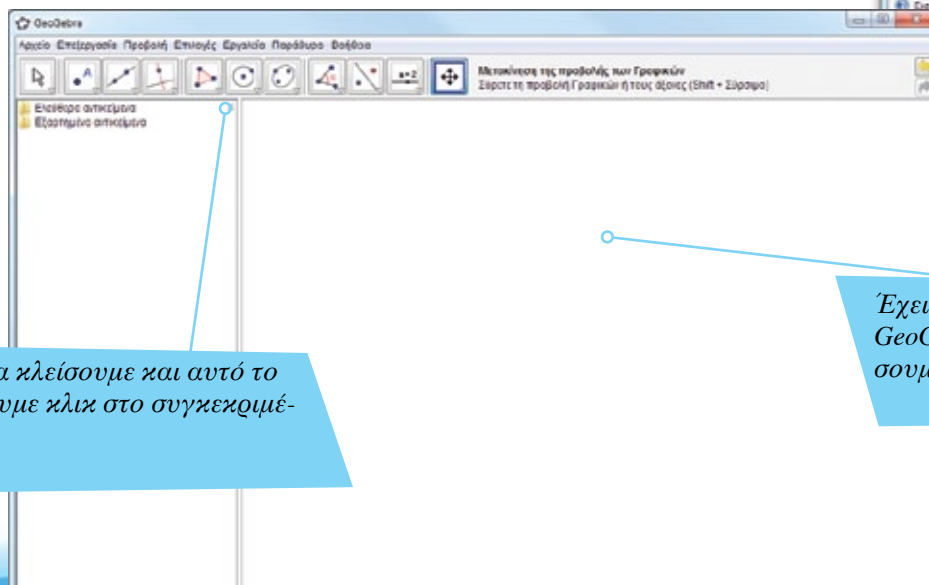 GeoGebra
Αρχείο Επεξεργασία Προβολή Επιλογές Εργαλεία Παράθυρο Βοήθεια
Μετακίνηση της προβολής των Γραφικών
Σύρετε τη προβολή Γραφικών ή τους άξονες (Shift + Σύρσιμο)
Ελεύθερα αντικείμενα
Εξαρτημένα αντικείμενα
Έχει
GeoG
σουμ
α κλείσουμε και αυτό το
υμε κλικ στο συγκεκριμέ-